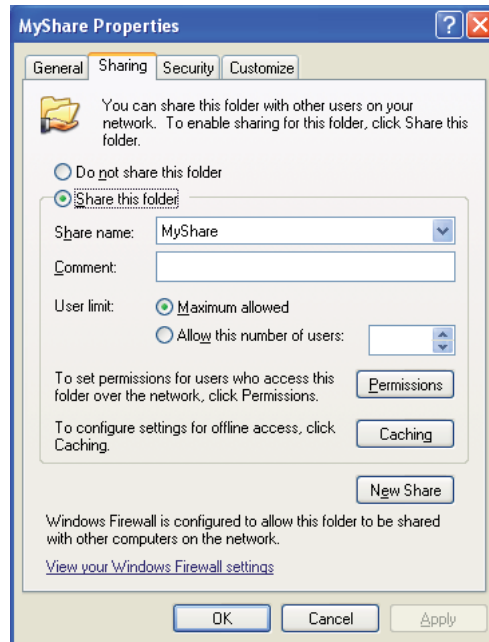 MyShare Properties
General Sharing Security Customize
You can share this folder with other users on your
network. To enable sharing for this folder, click Share this
folder.
Do not share this folder
Share this folder
Share name: MyShare
Comment:
User limit: Maximum allowed
Allow this number of users:
To set permissions for users who access this
folder over the network, click Permissions.
Permissions
To configure settings for offline access, click
Caching.
Caching
New Share
Windows Firewall is configured to allow this folder to be shared
with other computers on the network.
View your Windows Firewall settings
OK Cancel Apply